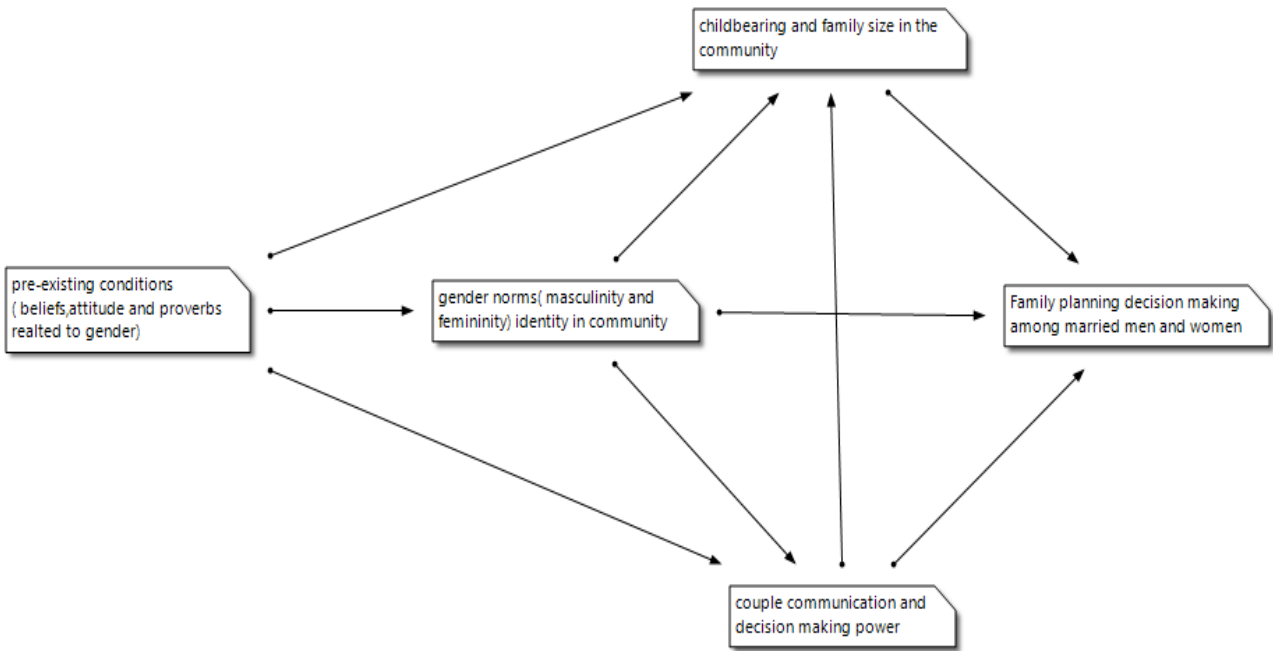 childbearing and family size in the
community
pre-existing conditions
( beliefs,attitude and proverbs
realted to gender)
gender norms( masculinity and
femininity) identity in community
Family planning decision making
among married men and women
couple communication and
decision making power